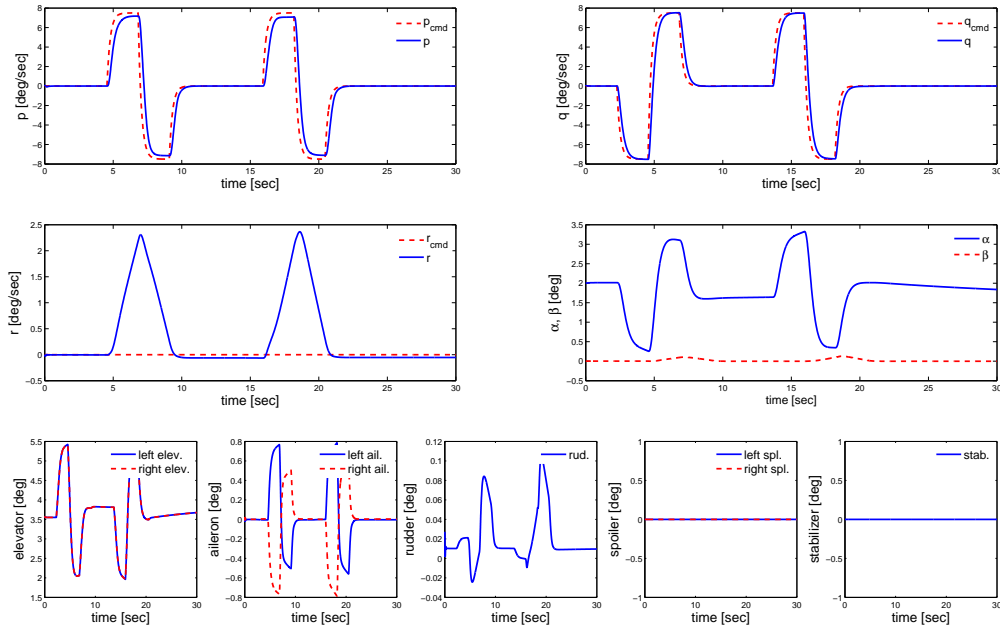 p [deg/sec]
8
6
4
2
0
−2
−4
−6
−8
0 5 10 15 20 25 30
time [sec]
p_cmd
p
q [deg/sec]
8
6
4
2
0
−2
−4
−6
−8
0 5 10 15 20 25 30
time [sec]
q_cmd
q
r [deg/sec]
2.5
2
1.5
1
0.5
0
−0.5
0 5 10 15 20 25 30
time [sec]
r_cmd
r
α, β [deg]
3.5
3
2.5
2
1.5
1
0.5
0
−0.5
0 5 10 15 20 25 30
time [sec]
α
β
elevator [deg]
5.5
5
4.5
4
3.5
3
2.5
2
1.5
0 10 20 30
time [sec]
left elev.
right elev.
aileron [deg]
0.8
0.6
0.4
0.2
0
−0.2
−0.4
−0.6
−0.8
0 10 20 30
time [sec]
left ail.
right ail.
rudder [deg]
0.12
0.1
0.08
0.06
0.04
0.02
0
−0.02
−0.04
0 10 20 30
time [sec]
rud.
spoiler [deg]
1
0.5
0
−0.5
−1
0 10 20 30
time [sec]
left spl.
right spl.
stabilizer [deg]
1
0.5
0
−0.5
−1
0 10 20 30
time [sec]
stab.